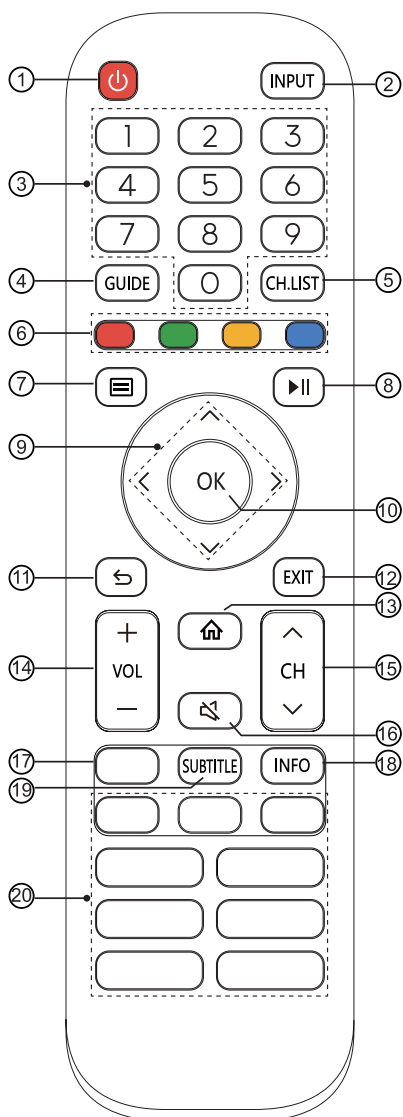 ① INPUT ②
1 2 3
③ 4 5 6
7 8 9
④ GUIDE 0 CH.LIST ⑤
⑥
⑦ ⑧
⑨
OK
⑩
⑪ EXIT ⑫
⑬
+
⑭ VOL CH ⑮
—
⑯
⑰ SUBTITLE INFO ⑱
⑲
⑳